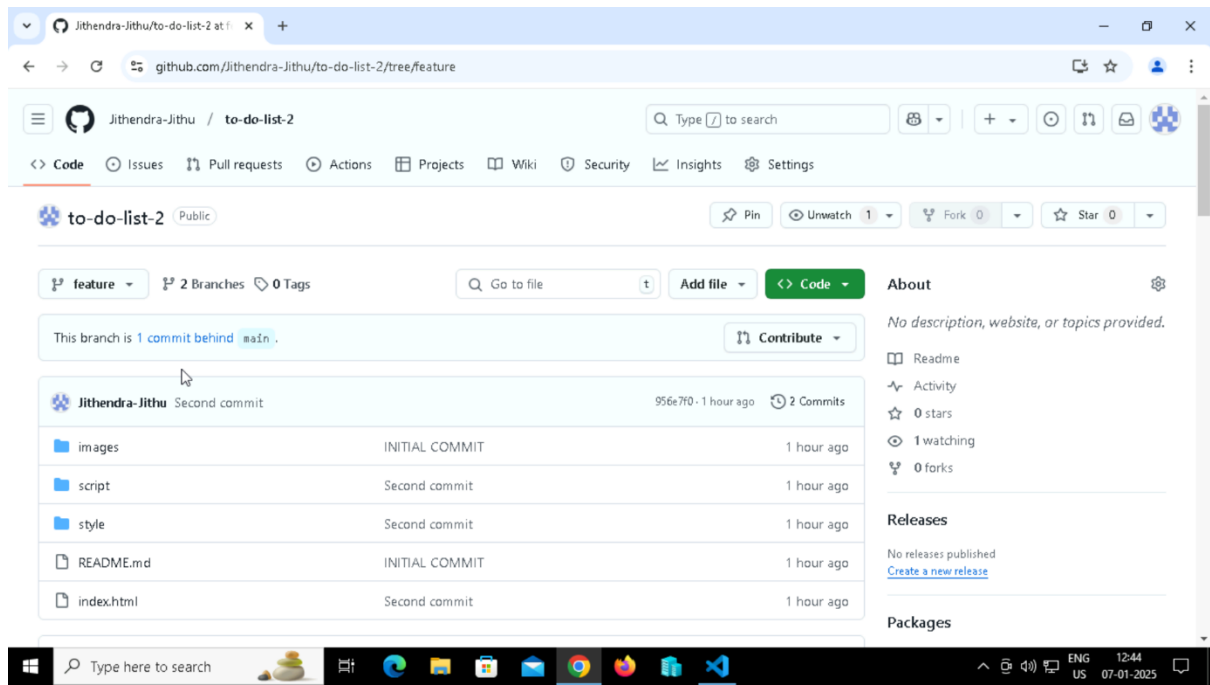 Jithendra-Jithu/to-do-list-2 at f
github.com/Jithendra-Jithu/to-do-list-2/tree/feature
Jithendra-Jithu / to-do-list-2
Type / to search
Code Issues Pull requests Actions Projects Wiki Security Insights Settings
to-do-list-2 Public
Pin Unwatch 1 Fork 0 Star 0
feature 2 Branches 0 Tags Go to file t Add file Code
About
No description, website, or topics provided.
This branch is 1 commit behind main .
Contribute
Readme
Activity
0 stars
1 watching
0 forks
Jithendra-Jithu Second commit 956e7f0 · 1 hour ago 2 Commits
images INITIAL COMMIT 1 hour ago
script Second commit 1 hour ago
style Second commit 1 hour ago
README.md INITIAL COMMIT 1 hour ago
index.html Second commit 1 hour ago
Releases
No releases published
Create a new release
Packages
Type here to search
ENG
US
12:44
07-01-2025